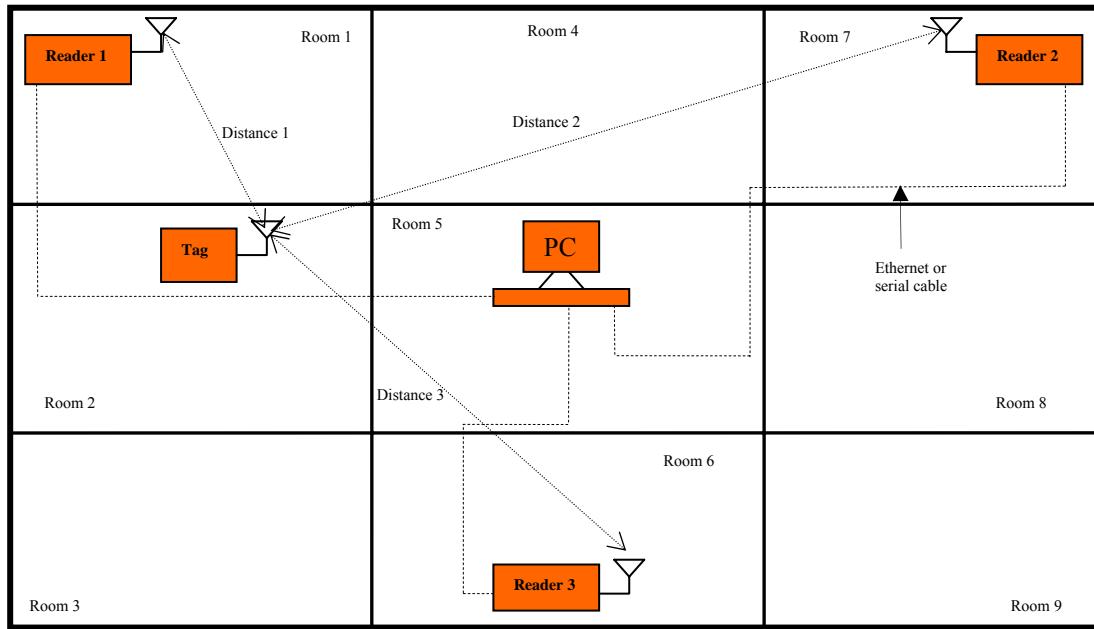 Room 1
Room 4
Room 7
Reader 1
Reader 2
Distance 1
Distance 2
Room 5
Tag
PC
Ethernet or
serial cable
Distance 3
Room 2
Room 8
Room 6
Reader 3
Room 3
Room 9